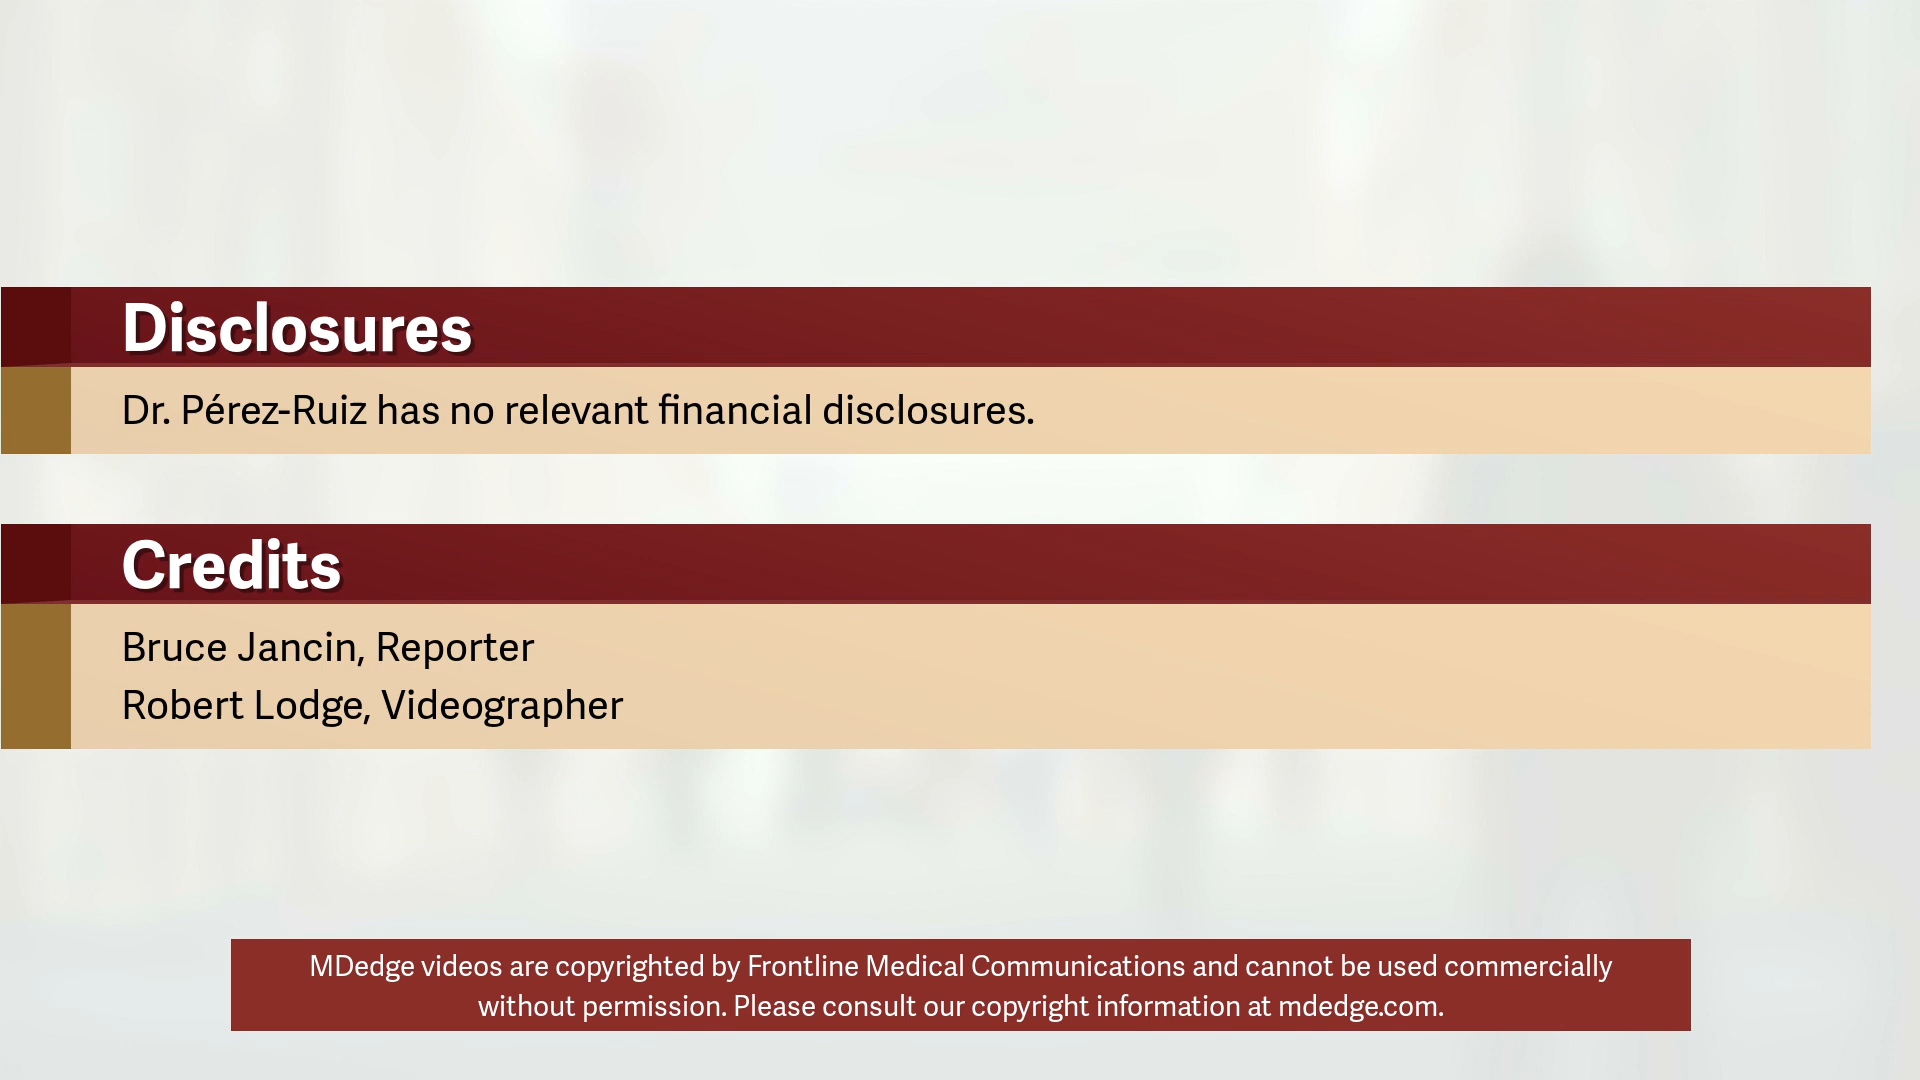 Disclosures
Dr. Pérez-Ruiz has no relevant financial disclosures.
Credits
Bruce Jancin, Reporter
Robert Lodge, Videographer
MDedge videos are copyrighted by Frontline Medical Communications and cannot be used commercially
without permission. Please consult our copyright information at mdedge.com.